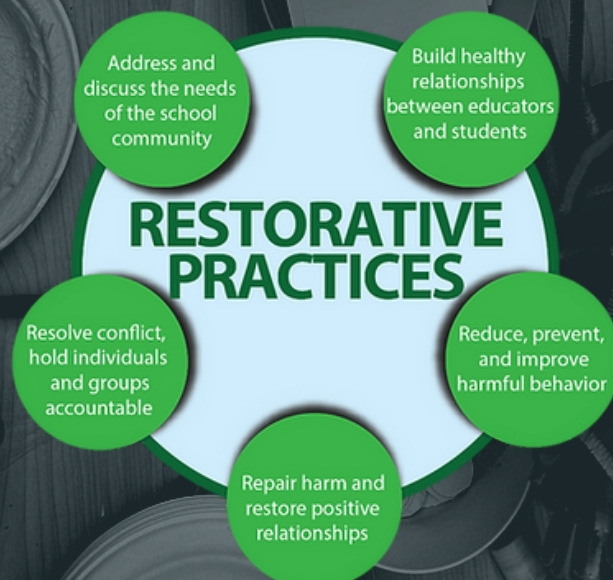 Address and
discuss the needs
of the school
community
Build healthy
relationships
between educators
and students
RESTORATIVE
PRACTICES
Resolve conflict,
hold individuals
and groups
accountable
Reduce, prevent,
and improve
harmful behavior
Repair harm and
restore positive
relationships